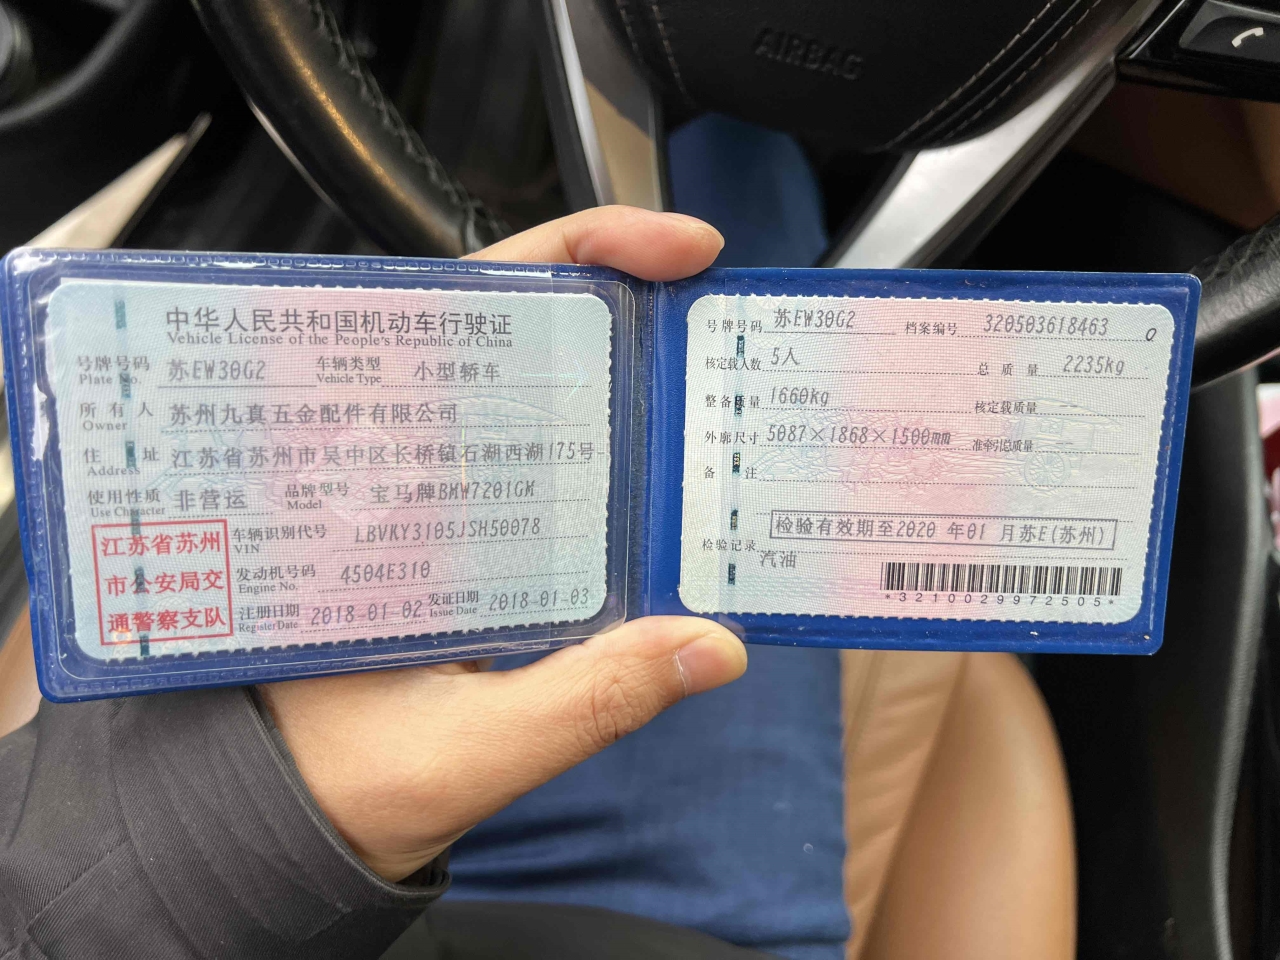 AIRBAG
中华人民共和国机动车行驶证
Vehicle License of the People's Republic of China
号牌号码 苏EW30G2 车辆类型 小型轿车
Plate No. Vehicle Type
所有人 苏州九真五金配件有限公司
Owner
住址 江苏省苏州市吴中区长桥镇石湖西湖175号
Address
使用性质 非营运 品牌型号 宝马牌BMW7201GM
Use Character Model
江苏省苏州
市公安局交
通警察支队
车辆识别代号 LBVKY3105JSH50078
VIN
发动机号码 4504E310
Engine No.
注册日期 2018-01-02 发证日期 2018-01-03
Register Date Issue Date
号牌号码 苏EW30G2 档案编号 320503618463 0
核定载人数 5人 总质量 2235kg
整备质量 1660kg 核定载质量
外廓尺寸 5087×1868×1500mm 准牵引总质量 --
备注
检验有效期至2020 年01 月苏E(苏州)
检验记录 汽油
*3210029972505*